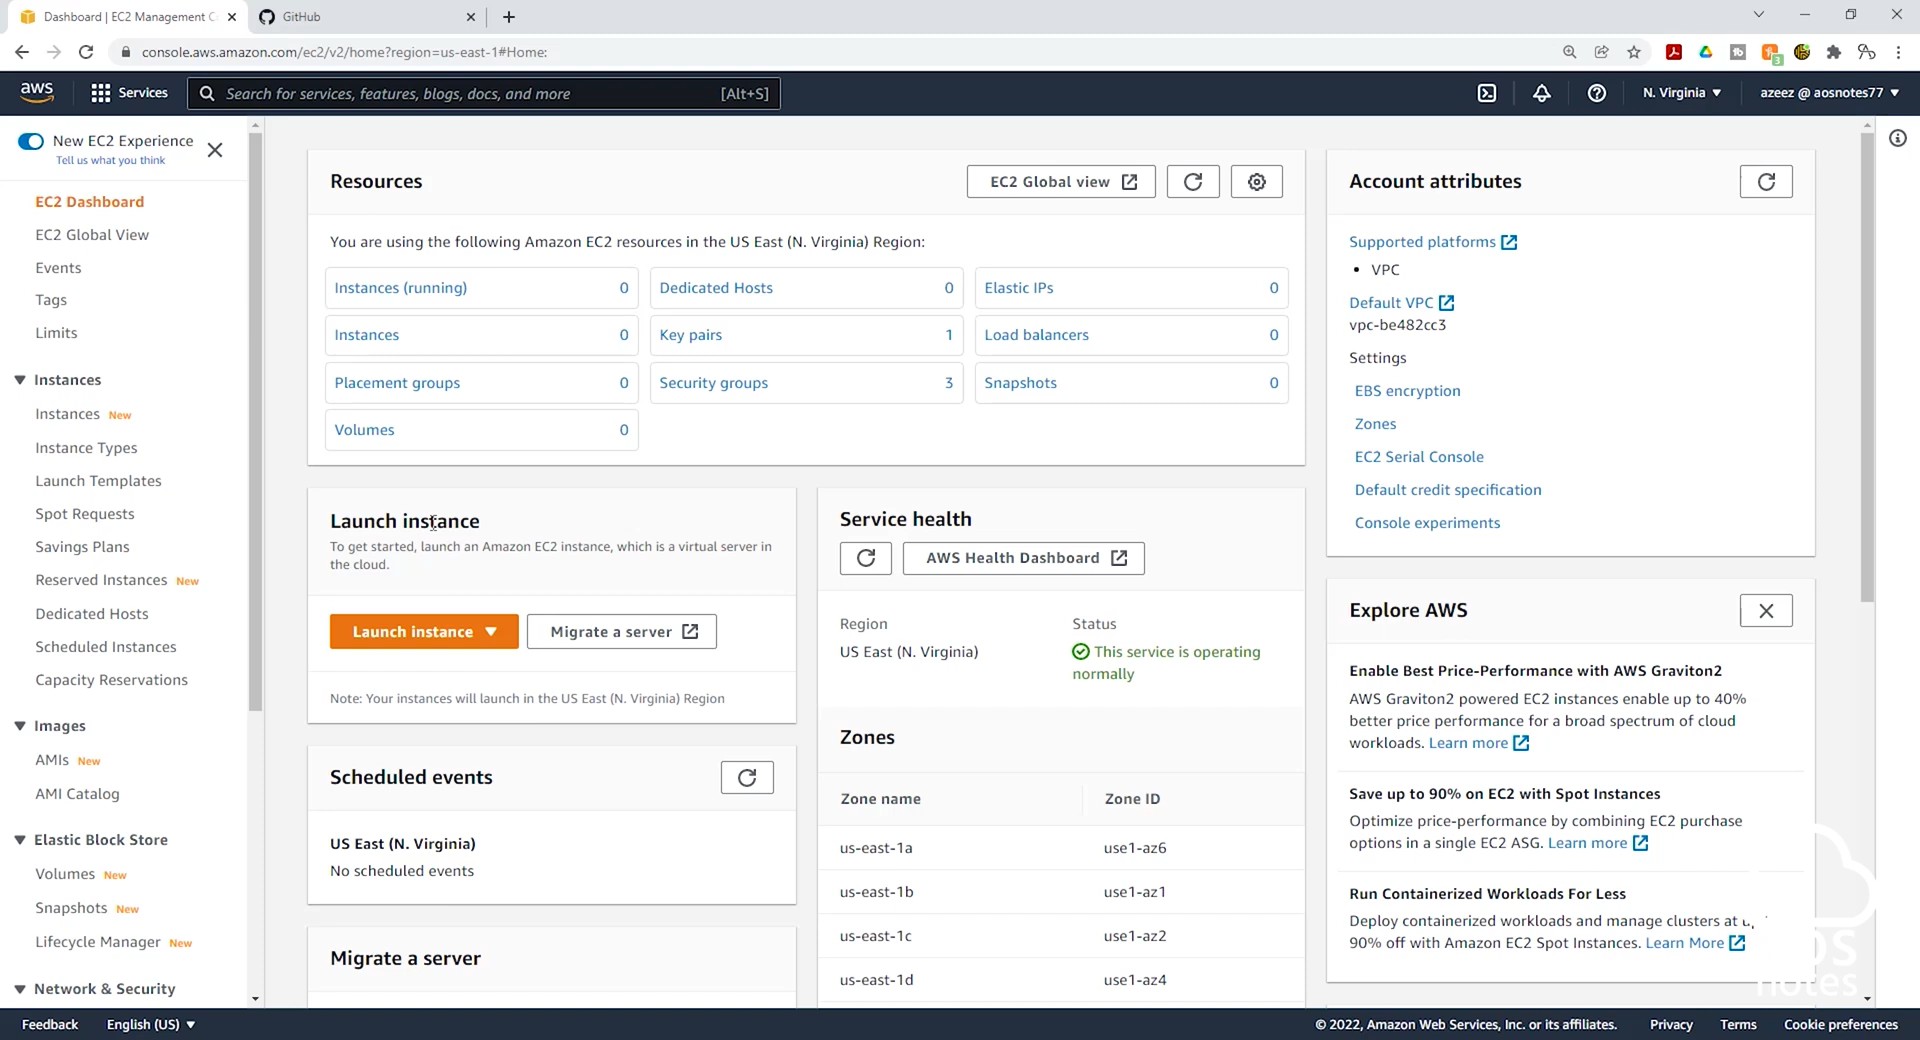 Dashboard | EC2 Management C
GitHub
console.aws.amazon.com/ec2/v2/home?region=us-east-1#Home:
3
aws
Services
Search for services, features, blogs, docs, and more
[Alt+S]
N. Virginia
azeez @ aosnotes77
New EC2 Experience
Tell us what you think
EC2 Dashboard
EC2 Global View
Events
Tags
Limits
Instances
Instances New
Instance Types
Launch Templates
Spot Requests
Savings Plans
Reserved Instances New
Dedicated Hosts
Scheduled Instances
Capacity Reservations
Images
AMIs New
AMI Catalog
Elastic Block Store
Volumes New
Snapshots New
Lifecycle Manager New
Network & Security
Resources
EC2 Global view
You are using the following Amazon EC2 resources in the US East (N. Virginia) Region:
Instances (running) 0
Dedicated Hosts 0
Elastic IPs 0
Instances 0
Key pairs 1
Load balancers 0
Placement groups 0
Security groups 3
Snapshots 0
Volumes 0
Launch instance
To get started, launch an Amazon EC2 instance, which is a virtual server in
the cloud.
Launch instance
Migrate a server
Note: Your instances will launch in the US East (N. Virginia) Region
Scheduled events
US East (N. Virginia)
No scheduled events
Migrate a server
Service health
AWS Health Dashboard
Region
Status
US East (N. Virginia)
This service is operating
normally
Zones
Zone name
Zone ID
us-east-1a
use1-az6
us-east-1b
use1-az1
us-east-1c
use1-az2
us-east-1d
use1-az4
Account attributes
Supported platforms
• VPC
Default VPC
vpc-be482cc3
Settings
EBS encryption
Zones
EC2 Serial Console
Default credit specification
Console experiments
Explore AWS
Enable Best Price-Performance with AWS Graviton2
AWS Graviton2 powered EC2 instances enable up to 40%
better price performance for a broad spectrum of cloud
workloads. Learn more
Save up to 90% on EC2 with Spot Instances
Optimize price-performance by combining EC2 purchase
options in a single EC2 ASG. Learn more
Run Containerized Workloads For Less
Deploy containerized workloads and manage clusters at
90% off with Amazon EC2 Spot Instances. Learn More
notes
Feedback
English (US)
© 2022, Amazon Web Services, Inc. or its affiliates.
Privacy
Terms
Cookie preferences